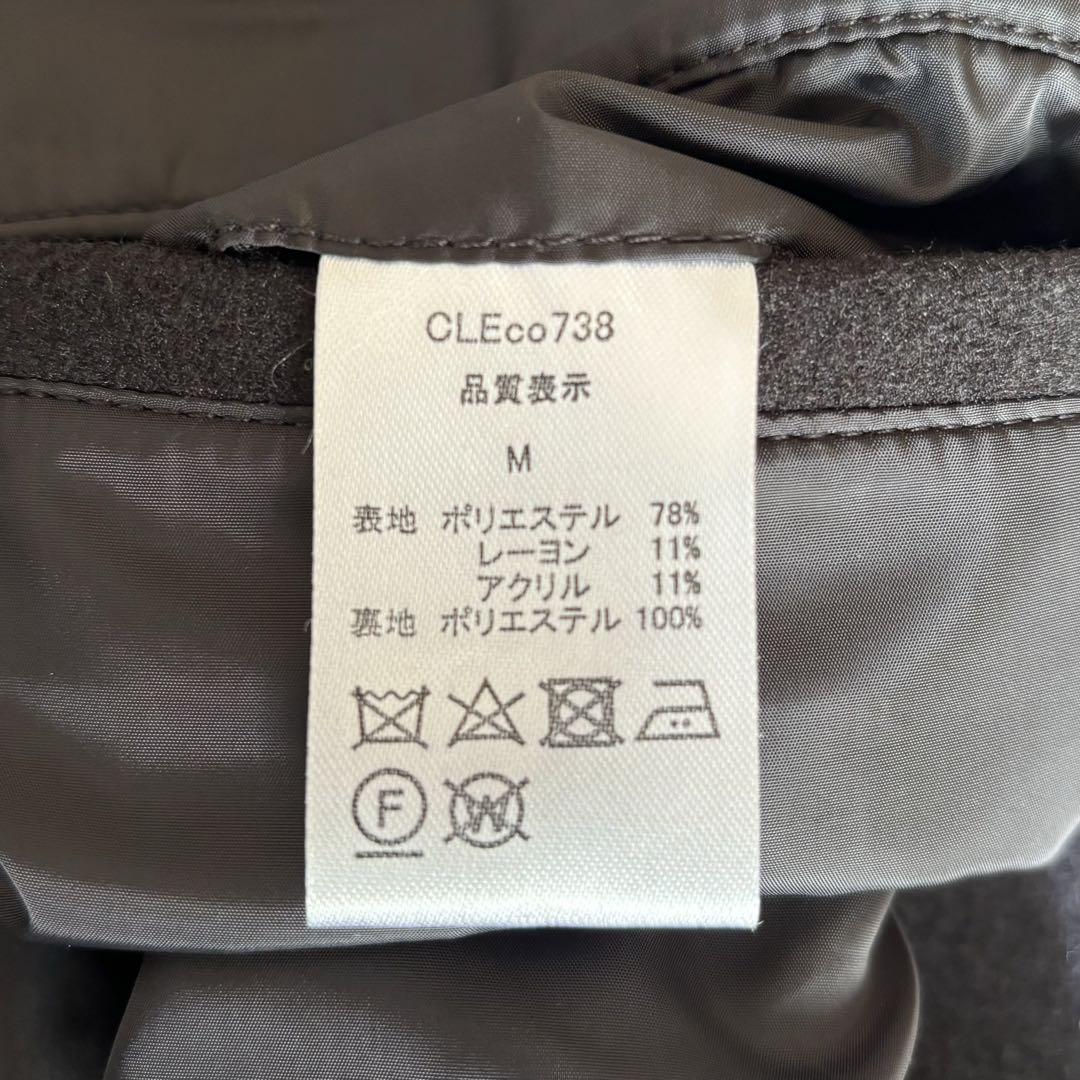 CLEco738
品質表示
M
表地 ポリエステル 78%
レーヨン 11%
アクリル 11%
裏地 ポリエステル 100%
F W